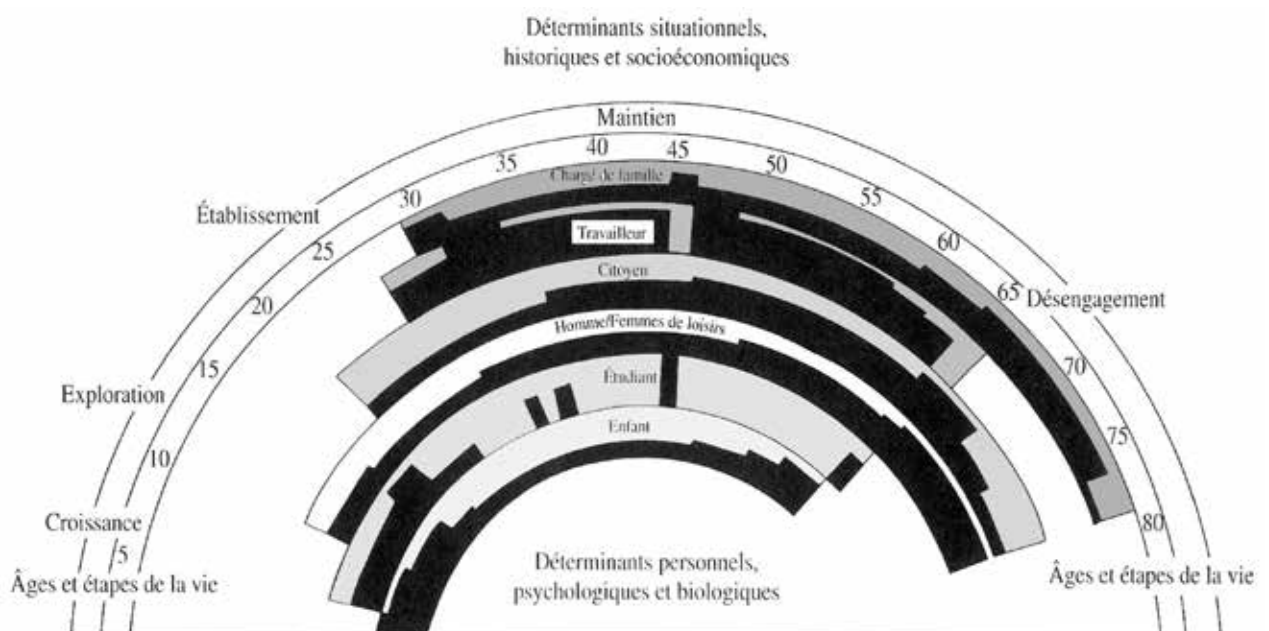 Déterminants situationnels,
historiques et socioéconomiques
Maintien
Établissement
Exploration
Croissance
Désengagement
5
10
15
20
25
30
35
40
45
50
55
60
65
70
75
80
Chargé de famille
Travailleur
Citoyen
Homme/Femmes de loisirs
Étudiant
Enfant
Âges et étapes de la vie
Déterminants personnels,
psychologiques et biologiques
Âges et étapes de la vie